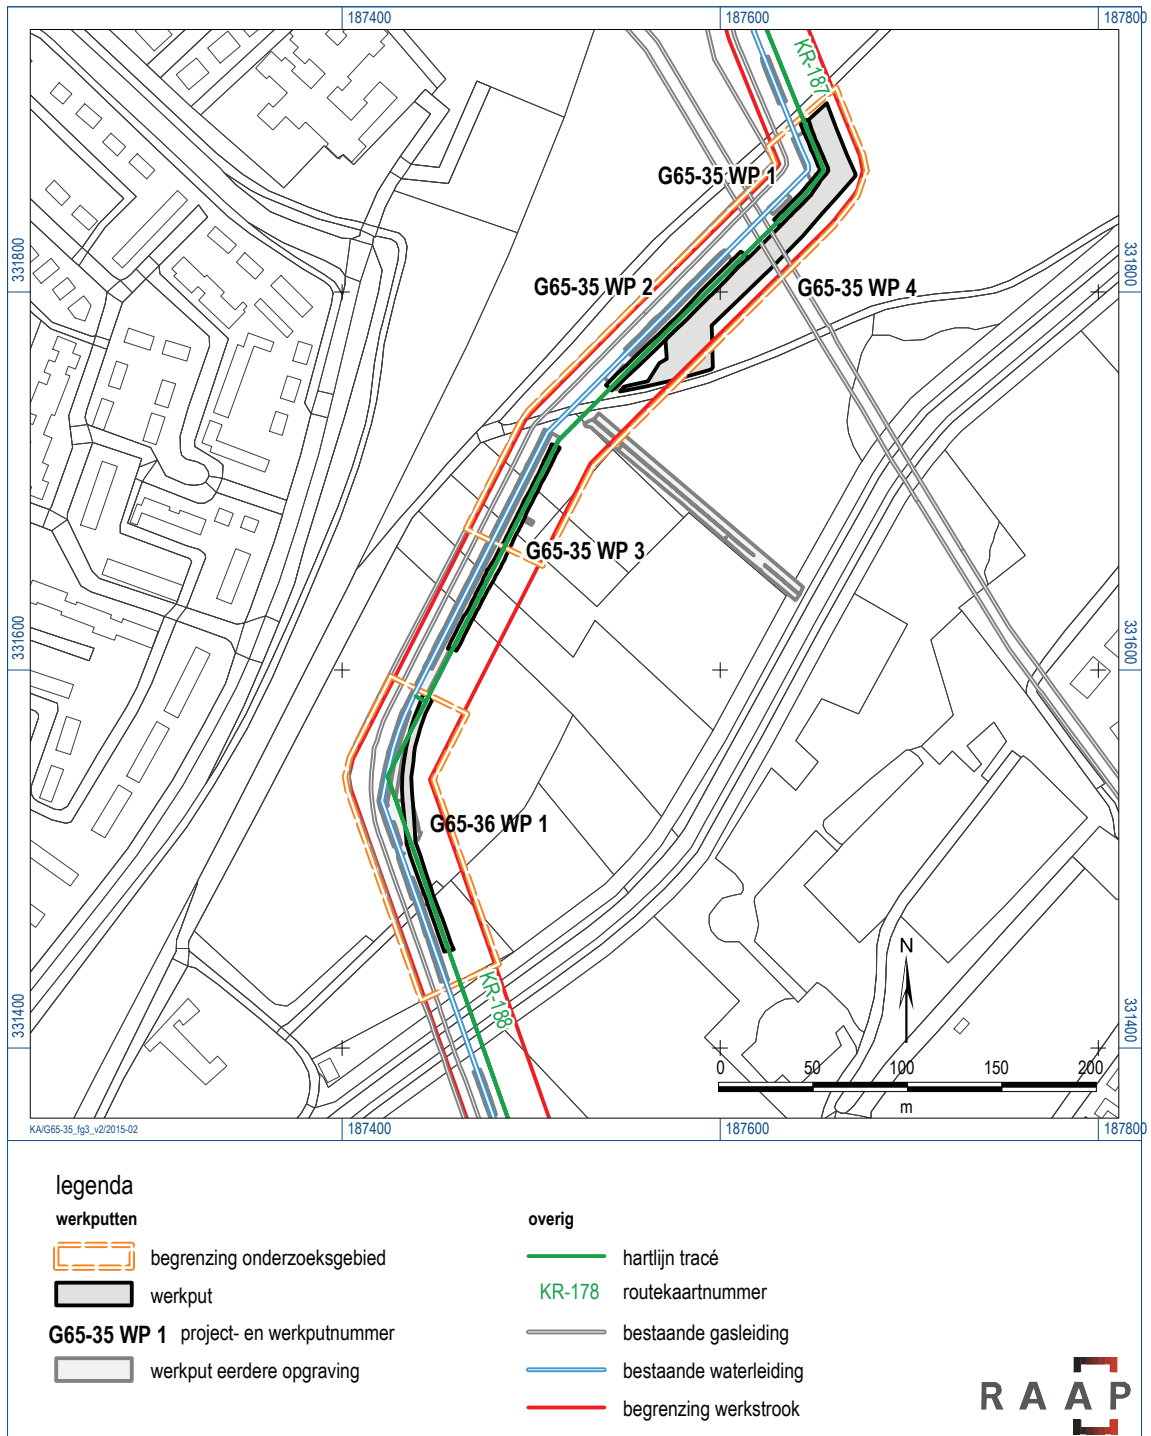 187400
187600
187800
KR-187
G65-35 WP 1
331800
331800
G65-35 WP 2
G65-35 WP 4
G65-35 WP 3
331600
331600
G65-36 WP 1
N
KR-188
331400
331400
0 50 100 150 200
m
KA/G65-35_fg3_v2/2015-02
187400
187600
187800
legenda
werkputten
begrenzing onderzoeksgebied
werkput
G65-35 WP 1 project- en werkputnummer
werkput eerdere opgraving
overig
hartlijn tracé
KR-178 routekaartnummer
bestaande gasleiding
bestaande waterleiding
begrenzing werkstrook
RAAP